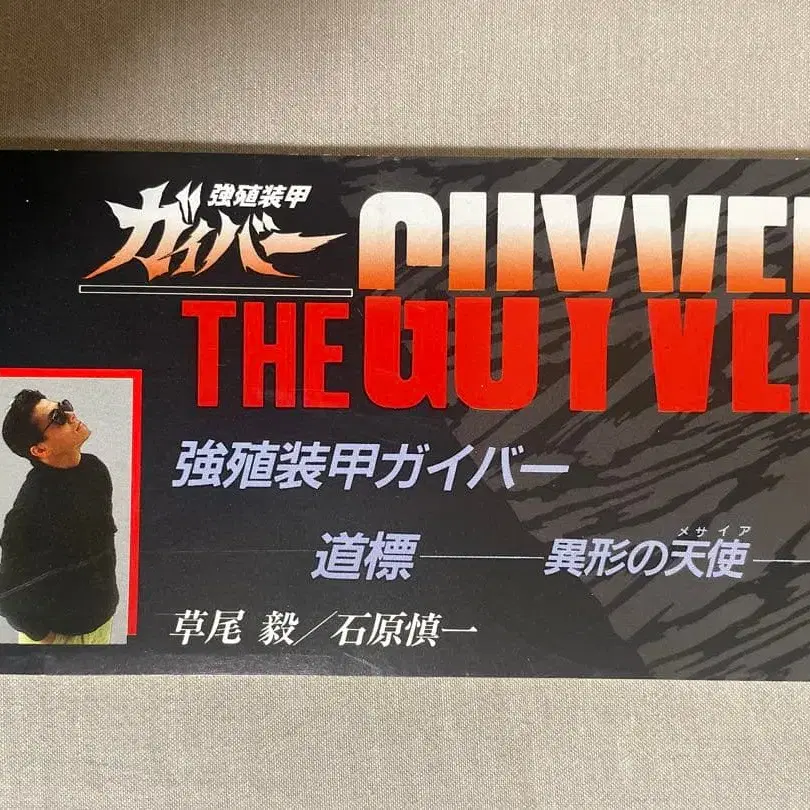 強殖装甲
ガイバー
GUYVER
THE GUYVER
強殖装甲ガイバー
メサイア
道標——異形の天使—
草尾 毅／石原慎一